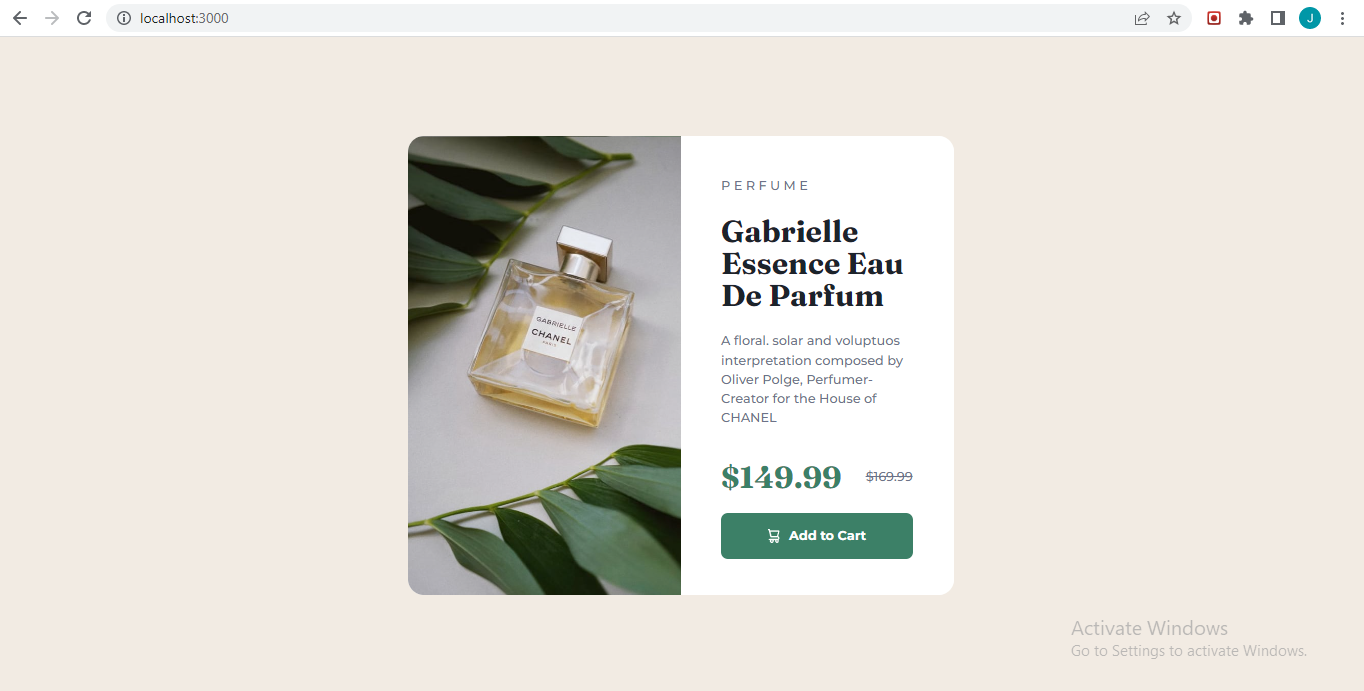 localhost:3000
J
PERFUME
Gabrielle
Essence Eau
De Parfum
A floral. solar and voluptuos
interpretation composed by
Oliver Polge, Perfumer-
Creator for the House of
CHANEL
$149.99 $169.99
Add to Cart
GABRIELLE
CHANEL
PARIS
Activate Windows
Go to Settings to activate Windows.